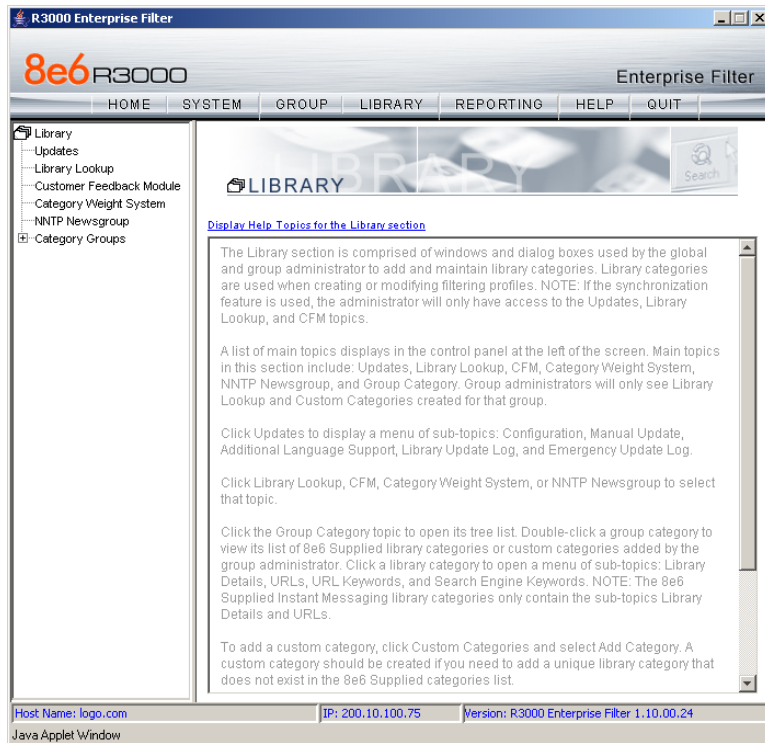 R3000 Enterprise Filter
8e6 R3000
Enterprise Filter
HOME SYSTEM GROUP LIBRARY REPORTING HELP QUIT
Library
Updates
Library Lookup
Customer Feedback Module
Category Weight System
NNTP Newsgroup
Category Groups
LIBRARY
LIBRARY
Search
Display Help Topics for the Library section
The Library section is comprised of windows and dialog boxes used by the global
and group administrator to add and maintain library categories. Library categories
are used when creating or modifying filtering profiles. NOTE: If the synchronization
feature is used, the administrator will only have access to the Updates, Library
Lookup, and CFM topics.
A list of main topics displays in the control panel at the left of the screen. Main topics
in this section include: Updates, Library Lookup, CFM, Category Weight System,
NNTP Newsgroup, and Group Category. Group administrators will only see Library
Lookup and Custom Categories created for that group.
Click Updates to display a menu of sub-topics: Configuration, Manual Update,
Additional Language Support, Library Update Log, and Emergency Update Log.
Click Library Lookup, CFM, Category Weight System, or NNTP Newsgroup to select
that topic.
Click the Group Category topic to open its tree list. Double-click a group category to
view its list of 8e6 Supplied library categories or custom categories added by the
group administrator. Click a library category to open a menu of sub-topics: Library
Details, URLs, URL Keywords, and Search Engine Keywords. NOTE: The 8e6
Supplied Instant Messaging library categories only contain the sub-topics Library
Details and URLs.
To add a custom category, click Custom Categories and select Add Category. A
custom category should be created if you need to add a unique library category that
does not exist in the 8e6 Supplied categories list.
Host Name: logo.com
IP: 200.10.100.75
Version: R3000 Enterprise Filter 1.10.00.24
Java Applet Window